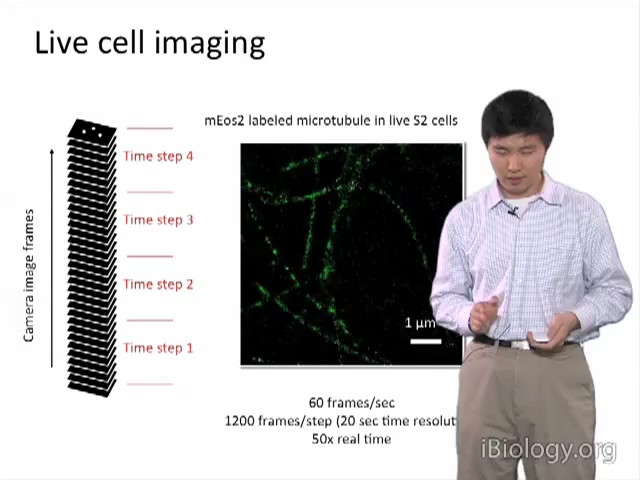 Live cell imaging
mEos2 labeled microtubule in live S2 cells
Time step 4
Time step 3
Time step 2
Time step 1
Camera image frames
1 μm
60 frames/sec
1200 frames/step (20 sec time resolut
50x real time
iBiology.org